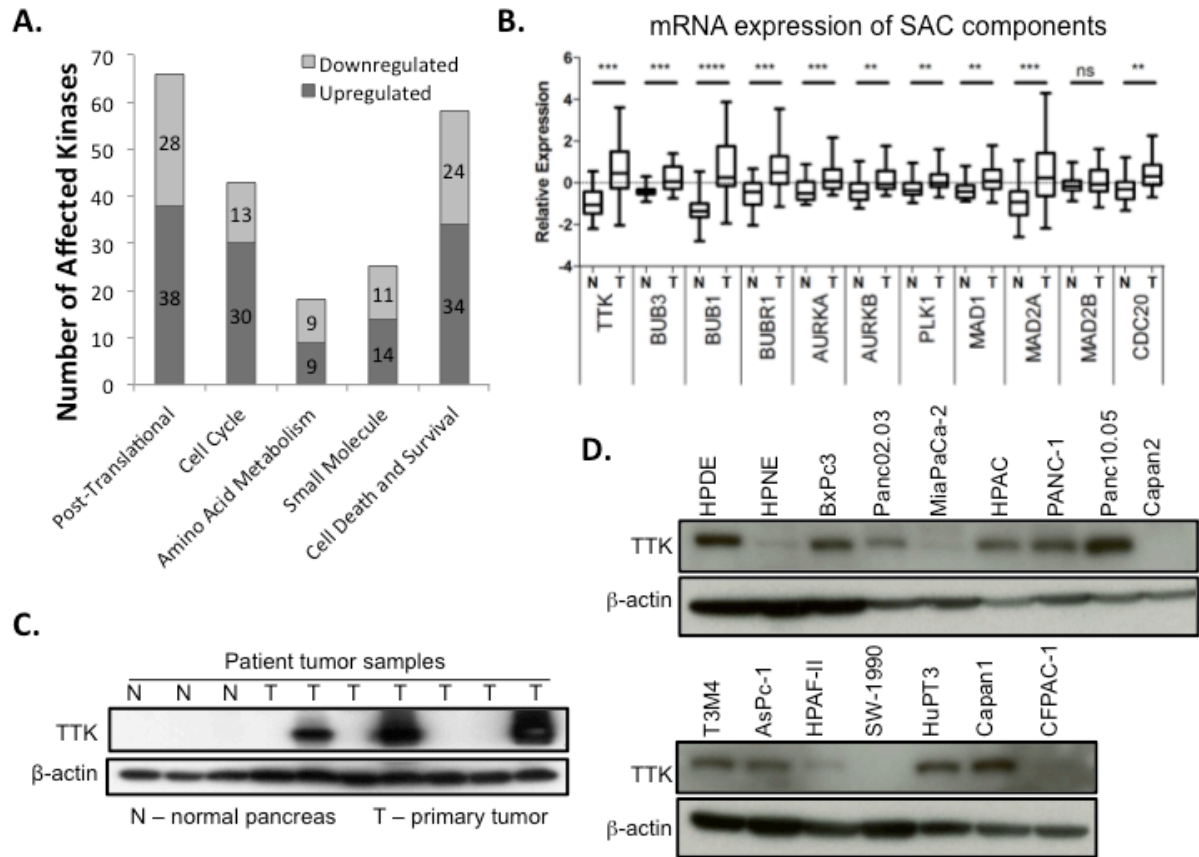 A.
Number of Affected Kinases
70
60
50
40
30
20
10
0
Downregulated
Upregulated
28
38
13
30
9
9
11
14
24
34
Post-Translational
Cell Cycle
Amino Acid Metabolism
Small Molecule
Cell Death and Survival
B.
mRNA expression of SAC components
Relative Expression
6
4
2
0
-2
-4
*** *** **** *** *** ** ** ** *** ns **
N T N T N T N T N T N T N T N T N T N T N T
TTK
BUB3
BUB1
BUBR1
AURKA
AURKB
PLK1
MAD1
MAD2A
MAD2B
CDC20
C.
Patient tumor samples
N N N T T T T T T T
TTK
β-actin
N – normal pancreas T – primary tumor
D.
HPDE
HPNE
BxPc3
Panc02.03
MiaPaCa-2
HPAC
PANC-1
Panc10.05
Capan2
TTK
β-actin
T3M4
AsPc-1
HPAF-II
SW-1990
HuPT3
Capan1
CFPAC-1
TTK
β-actin